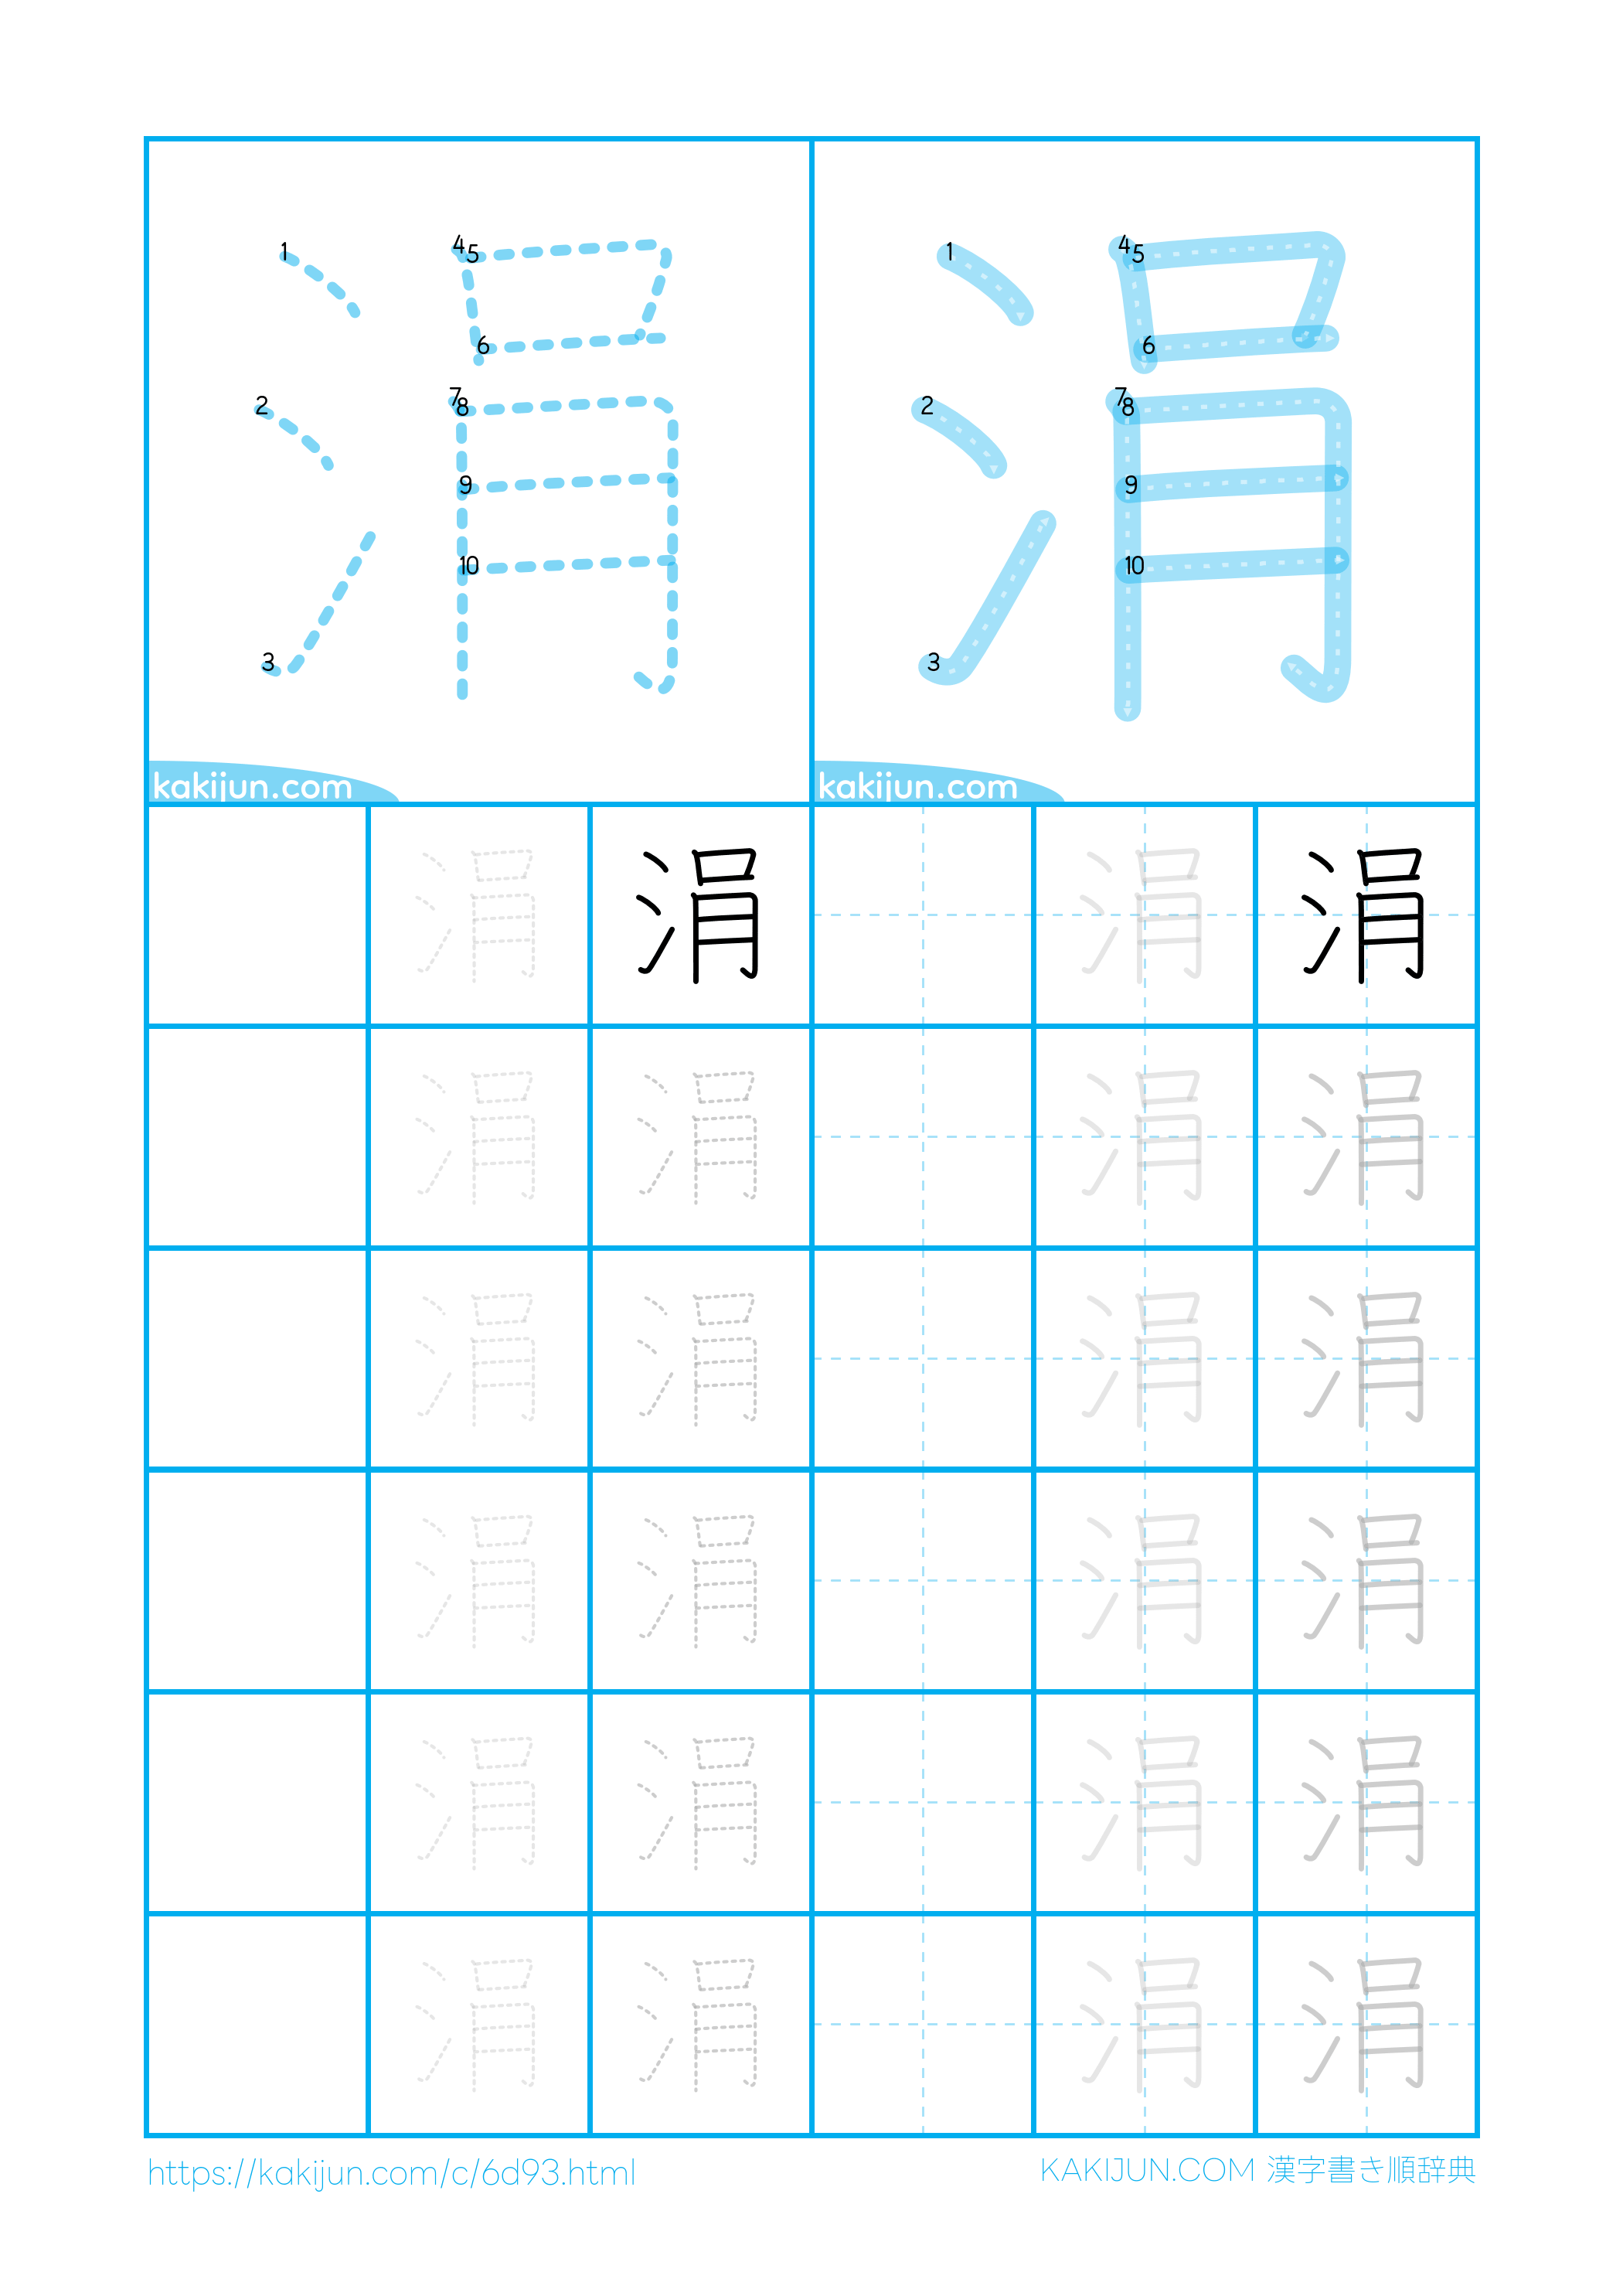 1 4 5 1 4 5
6 6
2 7 8 2 7 8
9 9
10 10
3 3
kakijun.com kakijun.com
涓 涓 涓 涓
涓 涓 涓 涓
涓 涓 涓 涓
涓 涓 涓 涓
涓 涓 涓 涓
涓 涓 涓 涓
https://kakijun.com/c/6d93.html KAKIJUN.COM 漢字書き順辞典